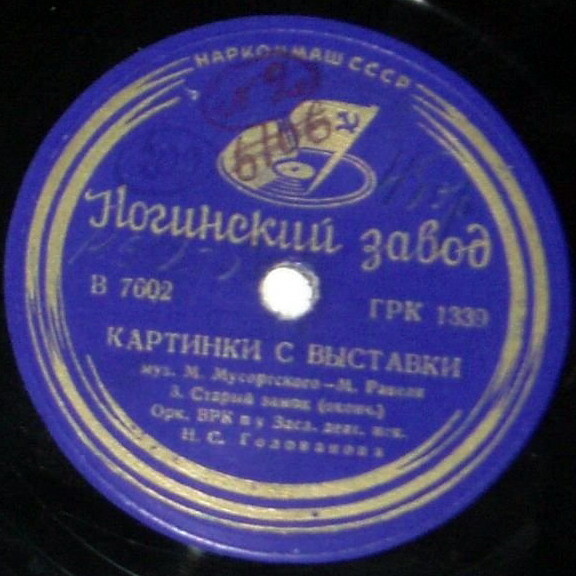 НАРКОММАШ СССР
6106
Ногинский завод
В 7602
ГРК 1339
КАРТИНКИ С ВЫСТАВКИ
муз. М. Мусоргского—М. Равеля
3. Старый замок (оконч.)
Орк. ВРК п/у Засл. деят. иск.
Н. С. Голованова